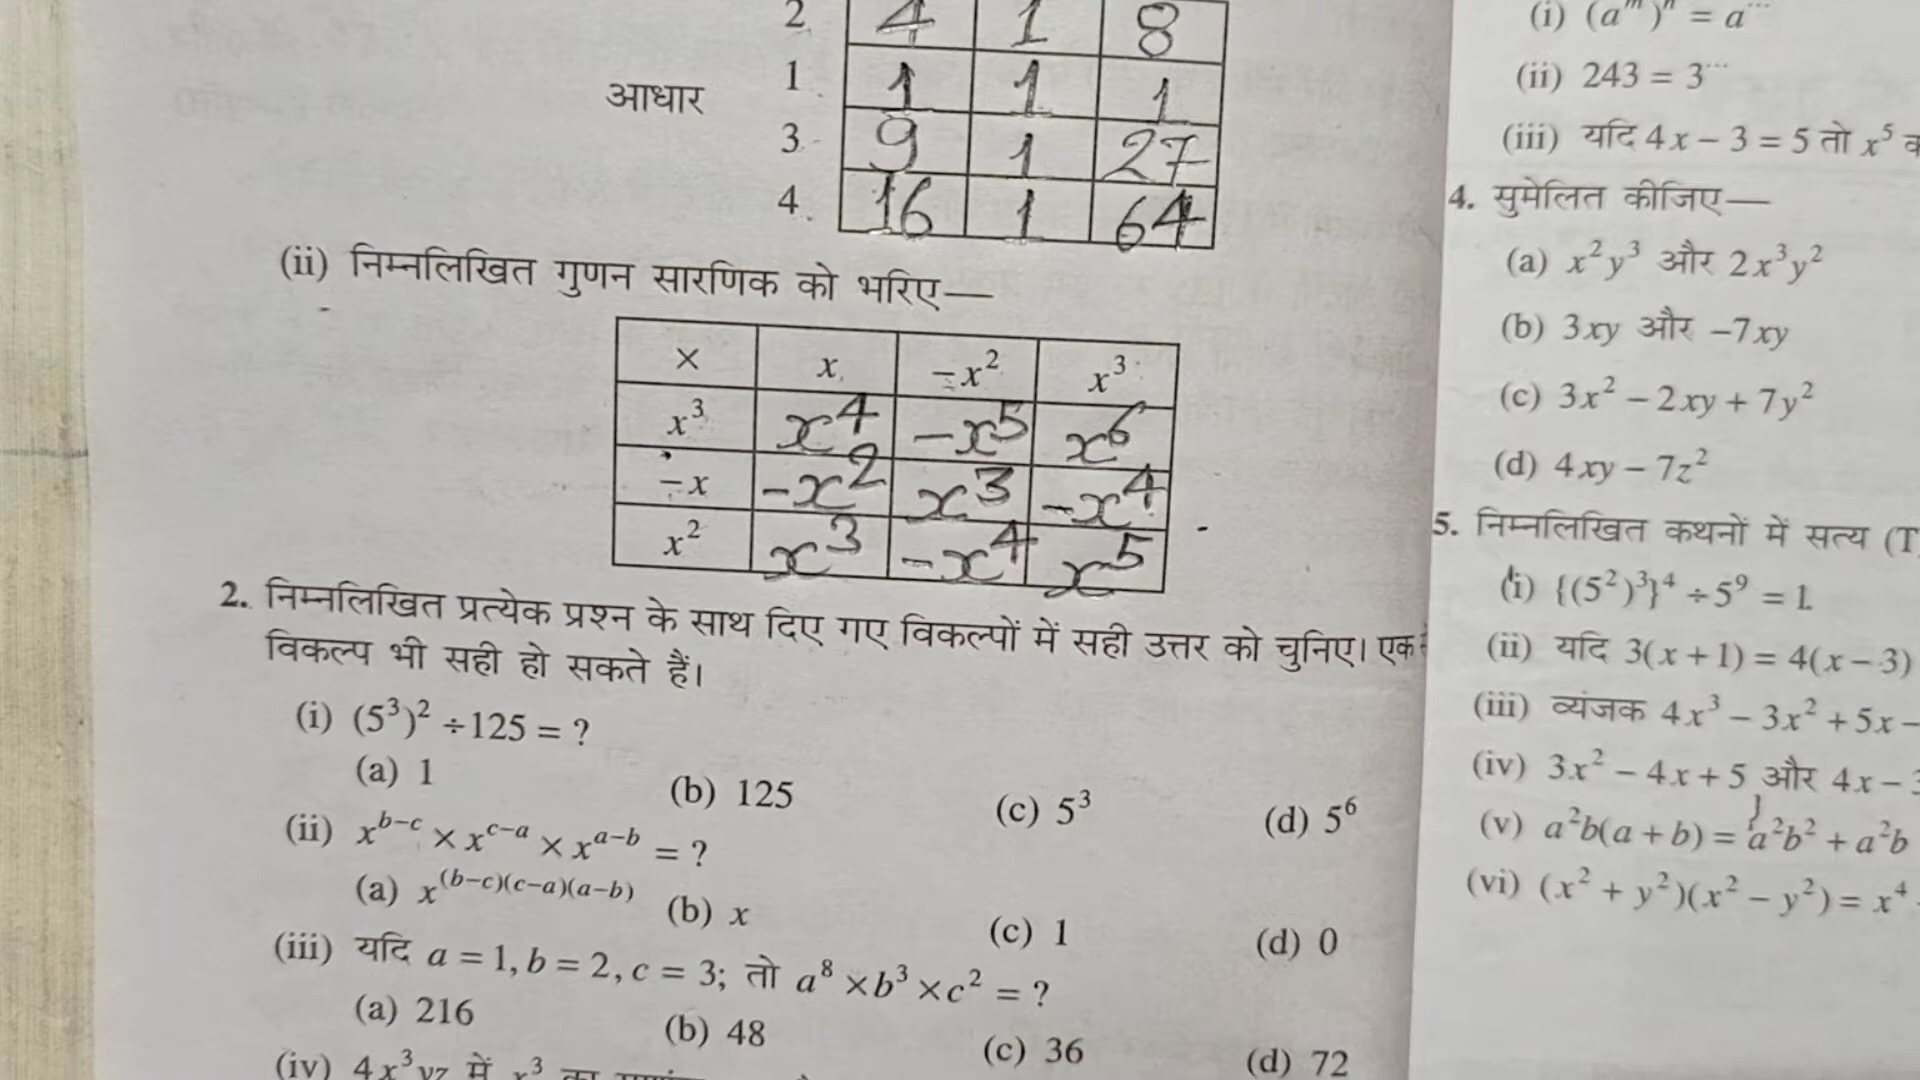 2. 4 1 8
आधार 1. 1 1 1
3. 9 1 27
4. 16 1 64
(ii) निम्नलिखित गुणन सारणिक को भरिए—
× x -x² x³
x³ x⁴ -x⁵ x⁶
-x -x² x³ -x⁴
x² x³ -x⁴ x⁵
2. निम्नलिखित प्रत्येक प्रश्न के साथ दिए गए विकल्पों में सही उत्तर को चुनिए। एक
विकल्प भी सही हो सकते हैं।
(i) (5³)² ÷ 125 = ?
(a) 1 (b) 125 (c) 5³ (d) 5⁶
(ii) x^(b-c) × x^(c-a) × x^(a-b) = ?
(a) x^((b-c)(c-a)(a-b)) (b) x (c) 1 (d) 0
(iii) यदि a = 1, b = 2, c = 3; तो a⁸ × b³ × c² = ?
(a) 216 (b) 48 (c) 36 (d) 72
(iv) 4x³yz में x³ का
(i) (aᵐ)ⁿ = a···
(ii) 243 = 3···
(iii) यदि 4x – 3 = 5 तो x⁵
4. सुमेलित कीजिए—
(a) x²y³ और 2x³y²
(b) 3xy और –7xy
(c) 3x² – 2xy + 7y²
(d) 4xy – 7z²
5. निम्नलिखित कथनों में सत्य (T
(i) {(5²)³}⁴ ÷ 5⁹ = 1
(ii) यदि 3(x + 1) = 4(x – 3)
(iii) व्यंजक 4x³ – 3x² + 5x –
(iv) 3x² – 4x + 5 और 4x –
(v) a²b(a + b) = a²b² + a²b
(vi) (x² + y²)(x² – y²) = x⁴